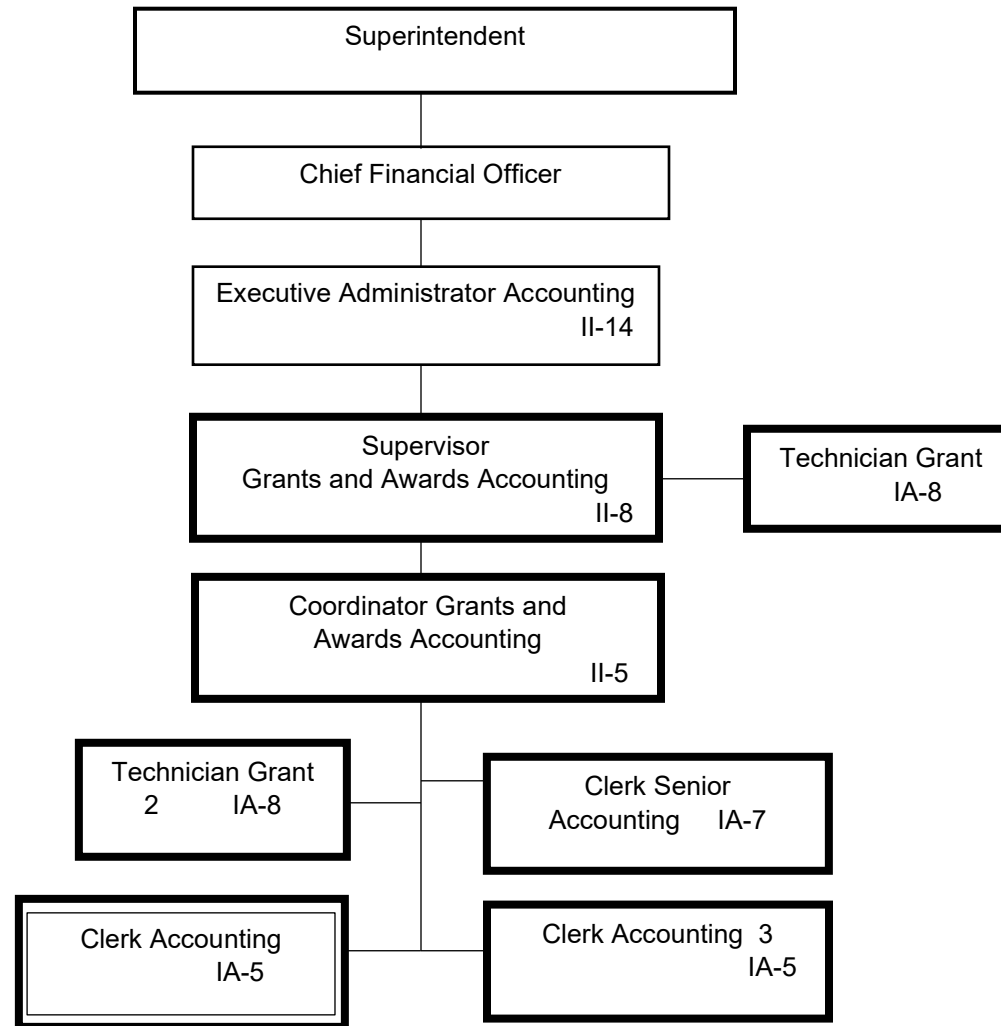 Superintendent
Chief Financial Officer
Executive Administrator Accounting
II-14
Supervisor
Grants and Awards Accounting
II-8
Technician Grant
IA-8
Coordinator Grants and
Awards Accounting
II-5
Technician Grant
2 IA-8
Clerk Senior
Accounting IA-7
Clerk Accounting
IA-5
Clerk Accounting 3
IA-5